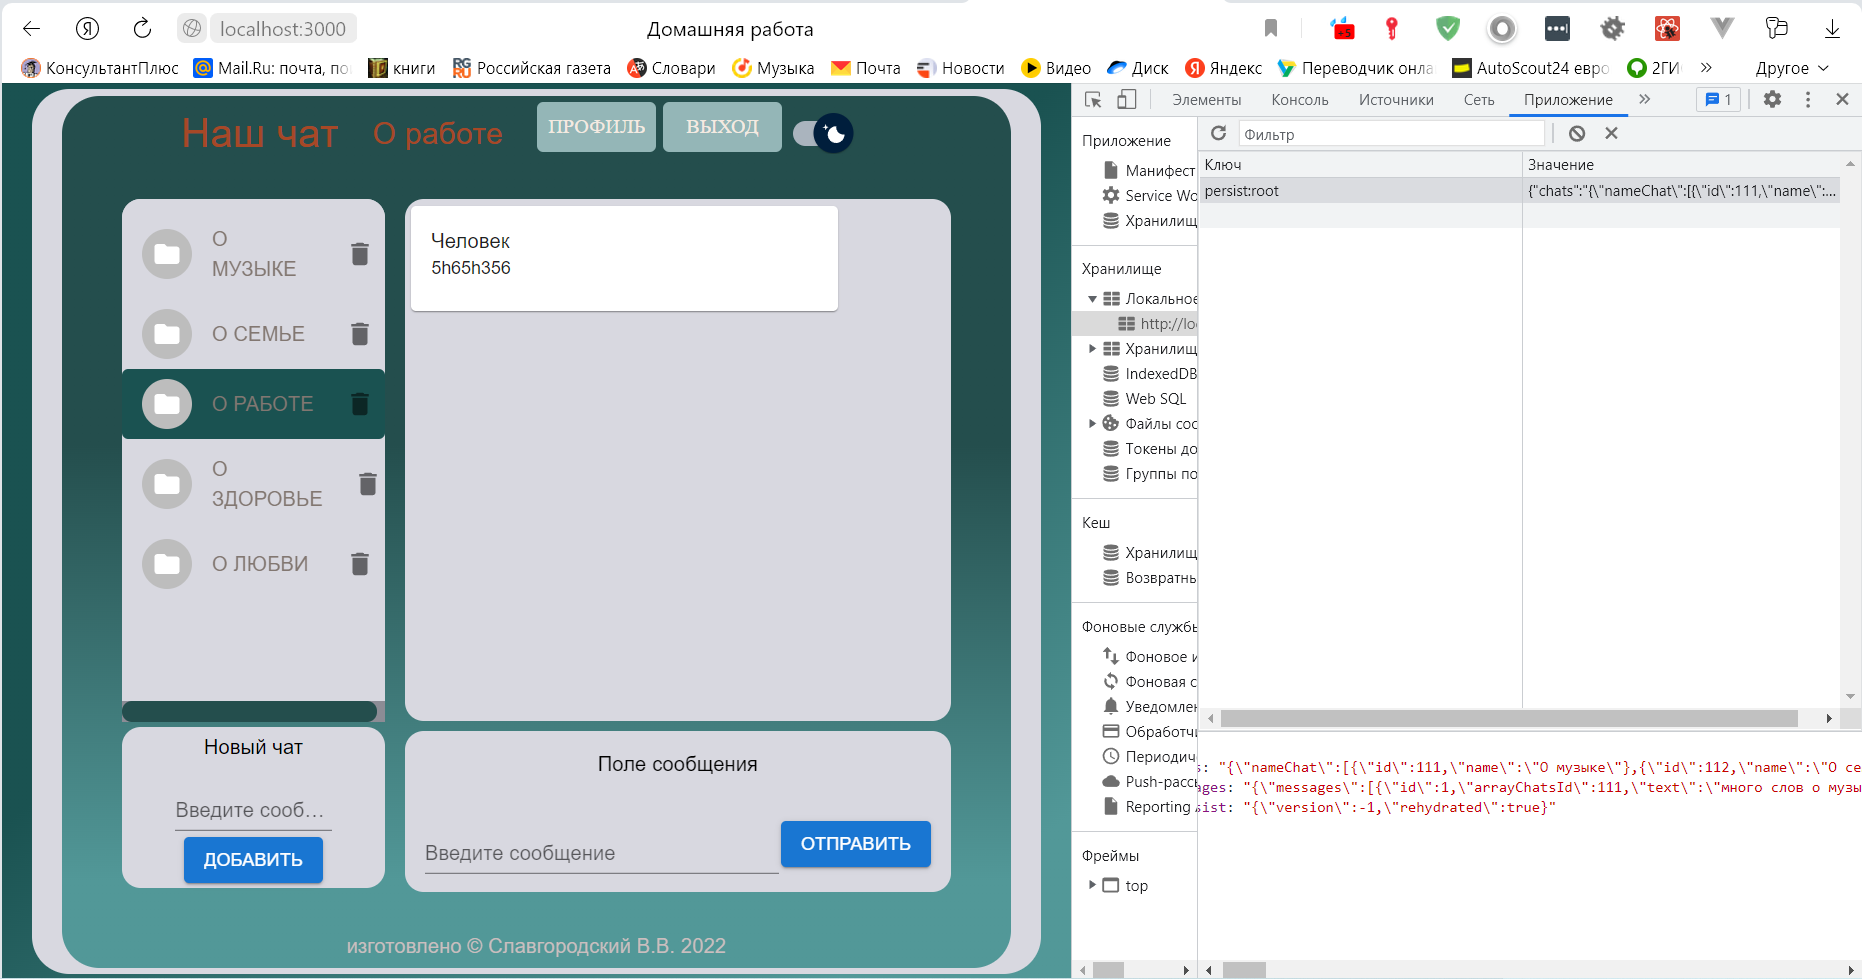 localhost:3000
Домашняя работа
КонсультантПлюс
Mail.Ru: почта,
книги
Российская газета
Словари
Музыка
Почта
Новости
Видео
Диск
Яндекс
Переводчик
AutoScout24 евро
2ГИ
»
Другое
Наш чат
О работе
ПРОФИЛЬ
ВЫХОД
О
МУЗЫКЕ
О СЕМЬЕ
О РАБОТЕ
О
ЗДОРОВЬЕ
О ЛЮБВИ
Человек
5h65h356
Новый чат
Введите сооб...
ДОБАВИТЬ
Поле сообщения
Введите сообщение
ОТПРАВИТЬ
изготовлено © Славгородский В.В. 2022
Элементы
Консоль
Источники
Сеть
Приложение
»
1
Приложение
Манифест
Service Wo
Хранилищ
Хранилище
Локальное
http://lo
Хранилищ
IndexedDB
Web SQL
Файлы coo
Токены до
Группы по
Кеш
Хранилищ
Возвратнь
Фоновые службы
Фоновое и
Фоновая с
Уведомлен
Обработчи
Периодич
Push-расс
Reporting
Фреймы
top
Фильтр
Ключ
Значение
persist:root
{"chats":"{\"nameChat\":[{\"id\":111,\"name\":...
s: "{\"nameChat\":[{\"id\":111,\"name\":\"О музыке\"},{\"id\":112,\"name\":\"О се
ages: "{\"messages\":[{\"id\":1,\"arrayChatsId\":111,\"text\":\"много слов о музы
sist: "{\"version\":-1,\"rehydrated\":true}"